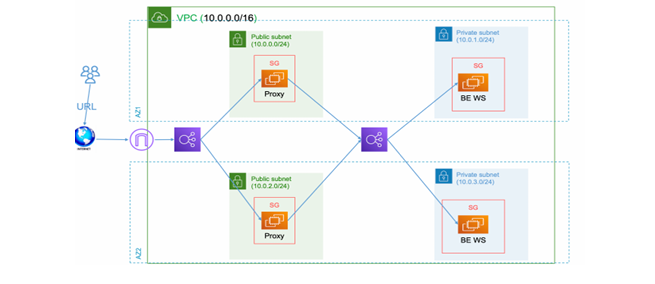 VPC (10.0.0.0/16)
Public subnet
(10.0.0.0/24)
SG
Proxy
Private subnet
(10.0.1.0/24)
SG
BE WS
AZ1
URL
INTERNET
Public subnet
(10.0.2.0/24)
SG
Proxy
Private subnet
(10.0.3.0/24)
SG
BE WS
AZ2